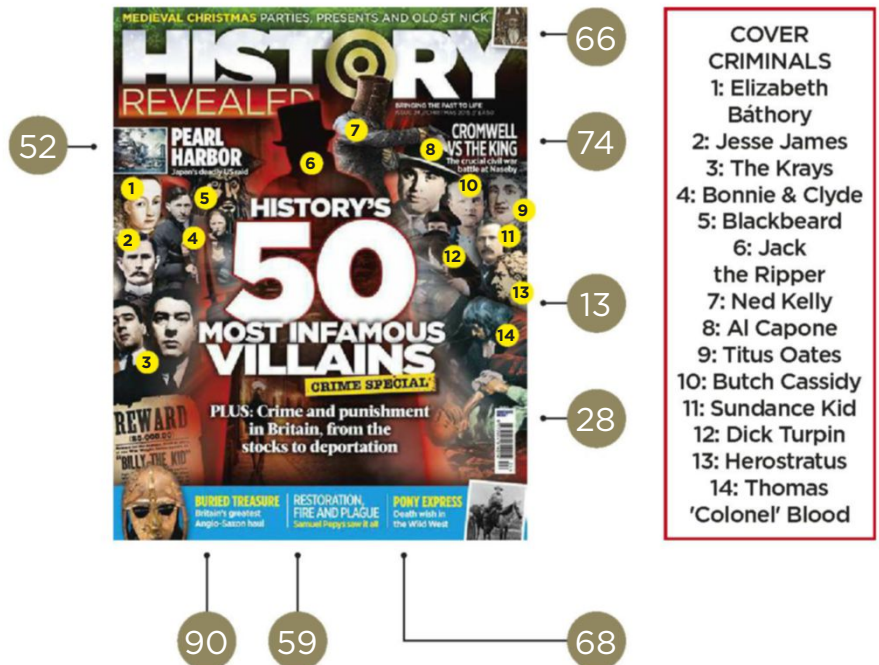 MEDIEVAL CHRISTMAS PARTIES, PRESENTS AND OLD ST NICK
HISTORY
REVEALED
BRINGING THE PAST TO LIFE
66
52
PEARL
HARBOR
Japan's deadly US raid
CROMWELL
VS THE KING
The crucial civil war
battle at Naseby
74
7
8
6
10
1
5
9
2
4
11
12
HISTORY'S
50
MOST INFAMOUS
VILLAINS
CRIME SPECIAL
13
13
14
3
28
PLUS: Crime and punishment
in Britain, from the
stocks to deportation
REWARD
"BILLY THE KID"
BURIED TREASURE
Britain's greatest
Anglo-Saxon haul
RESTORATION,
FIRE AND PLAGUE
Samuel Pepys saw it all
PONY EXPRESS
Death wish in
the Wild West
90
59
68
COVER
CRIMINALS
1: Elizabeth
Báthory
2: Jesse James
3: The Krays
4: Bonnie & Clyde
5: Blackbeard
6: Jack
the Ripper
7: Ned Kelly
8: Al Capone
9: Titus Oates
10: Butch Cassidy
11: Sundance Kid
12: Dick Turpin
13: Herostratus
14: Thomas
'Colonel' Blood